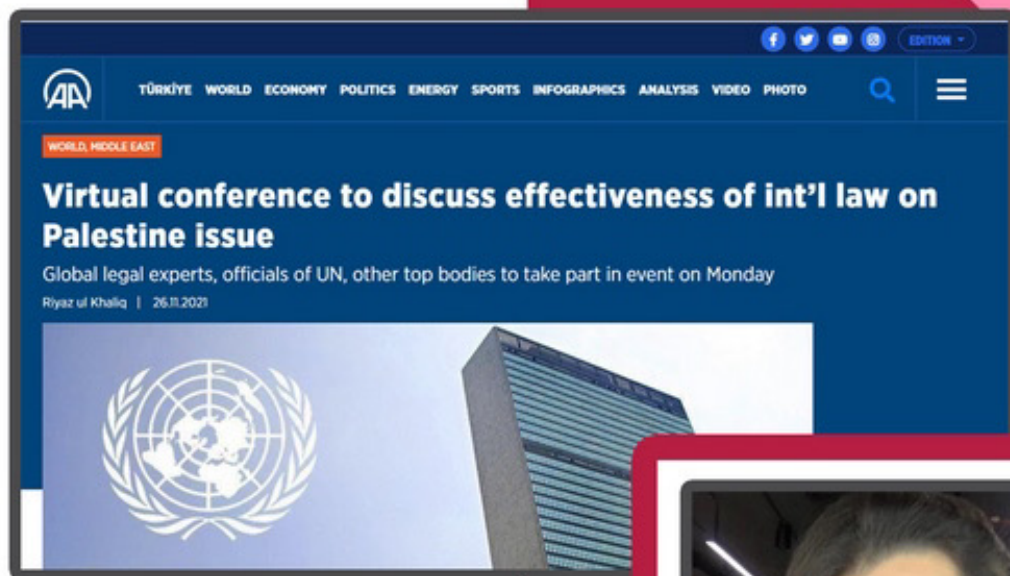 EDITION
AA
TÜRKİYE WORLD ECONOMY POLITICS ENERGY SPORTS INFOGRAPHICS ANALYSIS VIDEO PHOTO
WORLD, MIDDLE EAST
Virtual conference to discuss effectiveness of int'l law on
Palestine issue
Global legal experts, officials of UN, other top bodies to take part in event on Monday
Riyaz ul Khaliq | 26.11.2021